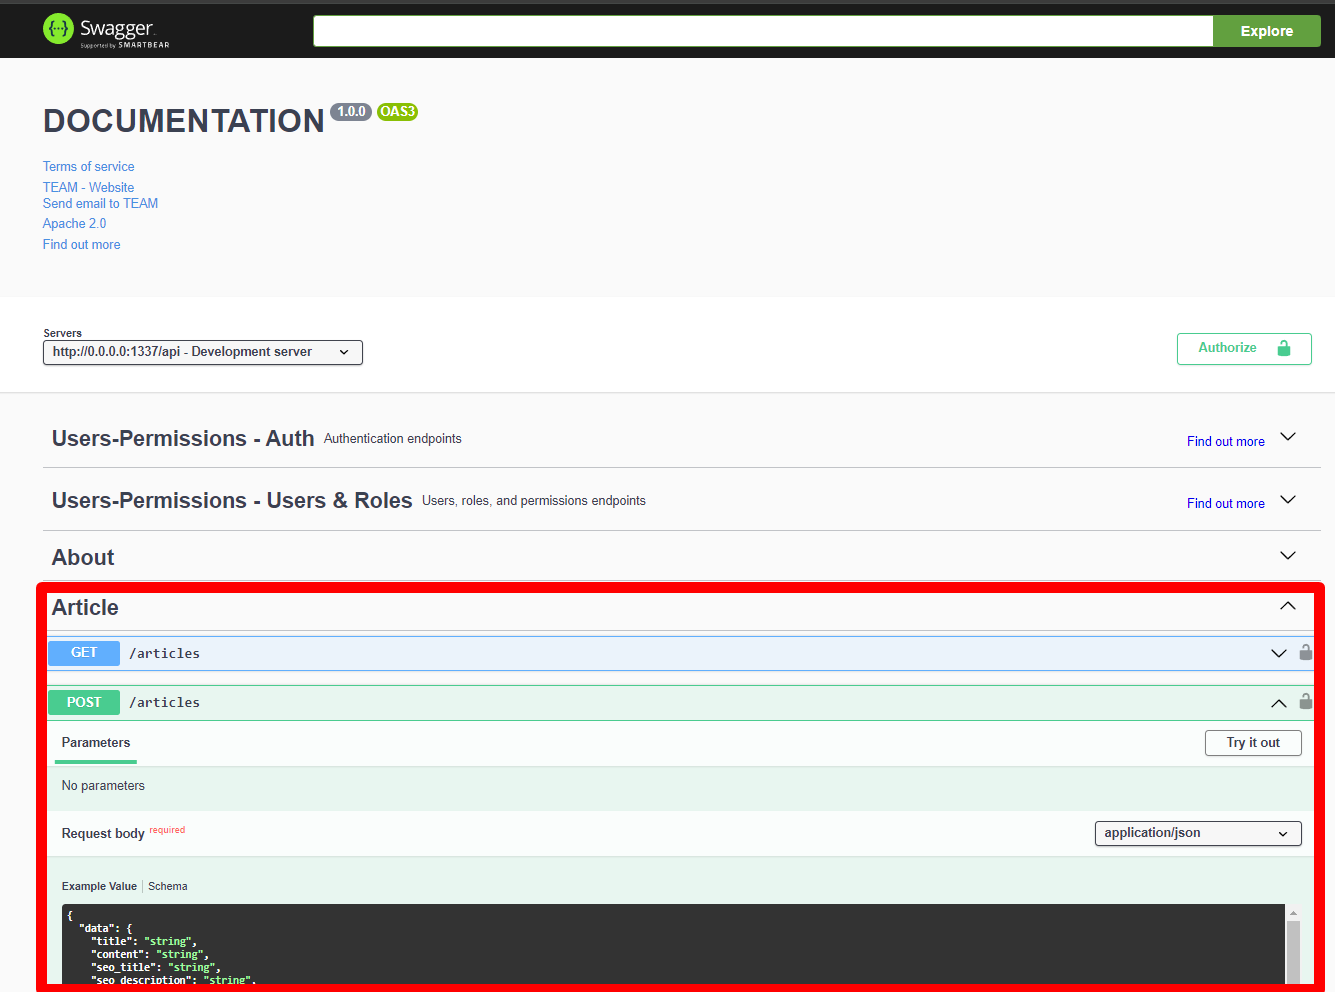 Swagger
Supported by SMARTBEAR
Explore
DOCUMENTATION 1.0.0 OAS3
Terms of service
TEAM - Website
Send email to TEAM
Apache 2.0
Find out more
Servers
http://0.0.0.0:1337/api - Development server
Authorize
Users-Permissions - Auth Authentication endpoints Find out more
Users-Permissions - Users & Roles Users, roles, and permissions endpoints Find out more
About
Article
GET /articles
POST /articles
Parameters Try it out
No parameters
Request body required application/json
Example Value Schema
{
"data": {
"title": "string",
"content": "string",
"seo_title": "string",
"seo_description": "string",